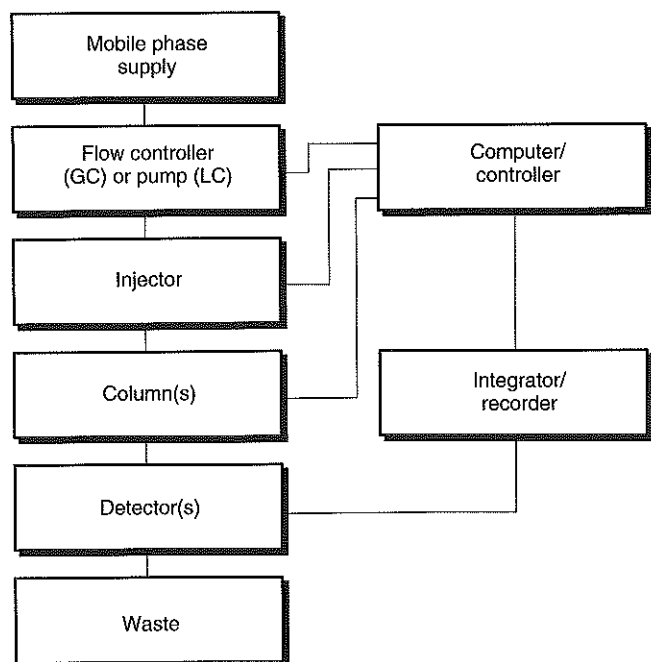 Mobile phase
supply
Flow controller
(GC) or pump (LC)
Computer/
controller
Injector
Column(s)
Integrator/
recorder
Detector(s)
Waste